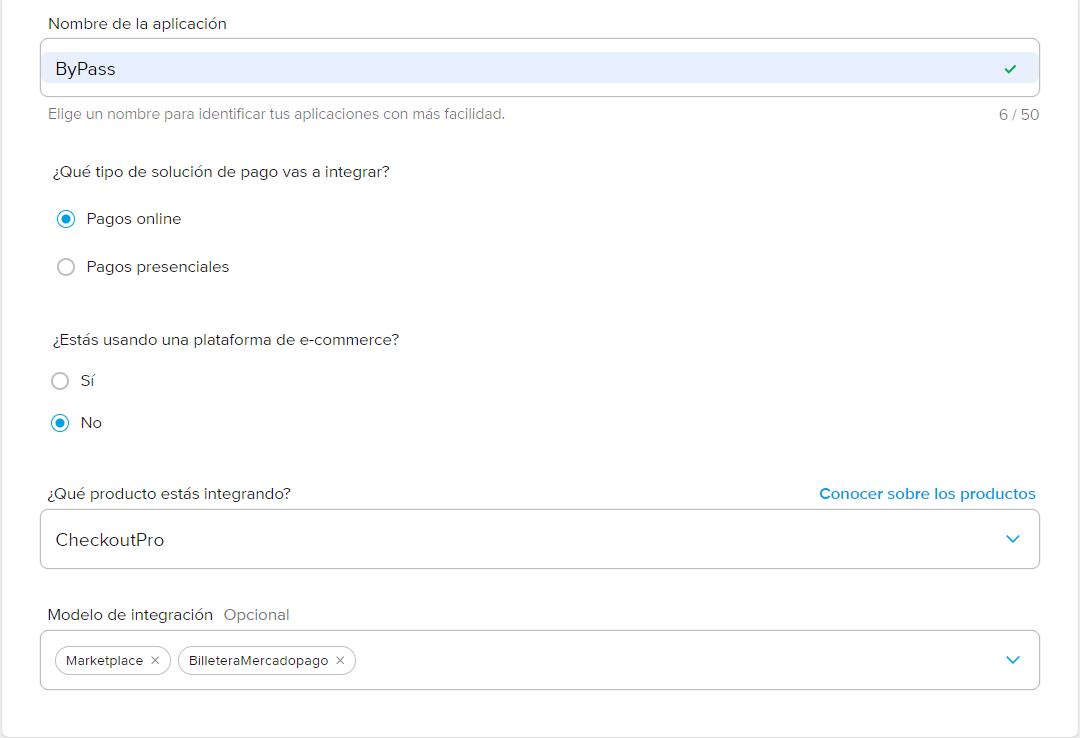 Nombre de la aplicación
ByPass
Elige un nombre para identificar tus aplicaciones con más facilidad.
6 / 50
¿Qué tipo de solución de pago vas a integrar?
Pagos online
Pagos presenciales
¿Estás usando una plataforma de e-commerce?
Sí
No
¿Qué producto estás integrando?
Conocer sobre los productos
CheckoutPro
Modelo de integración Opcional
Marketplace × BilleteraMercadopago ×